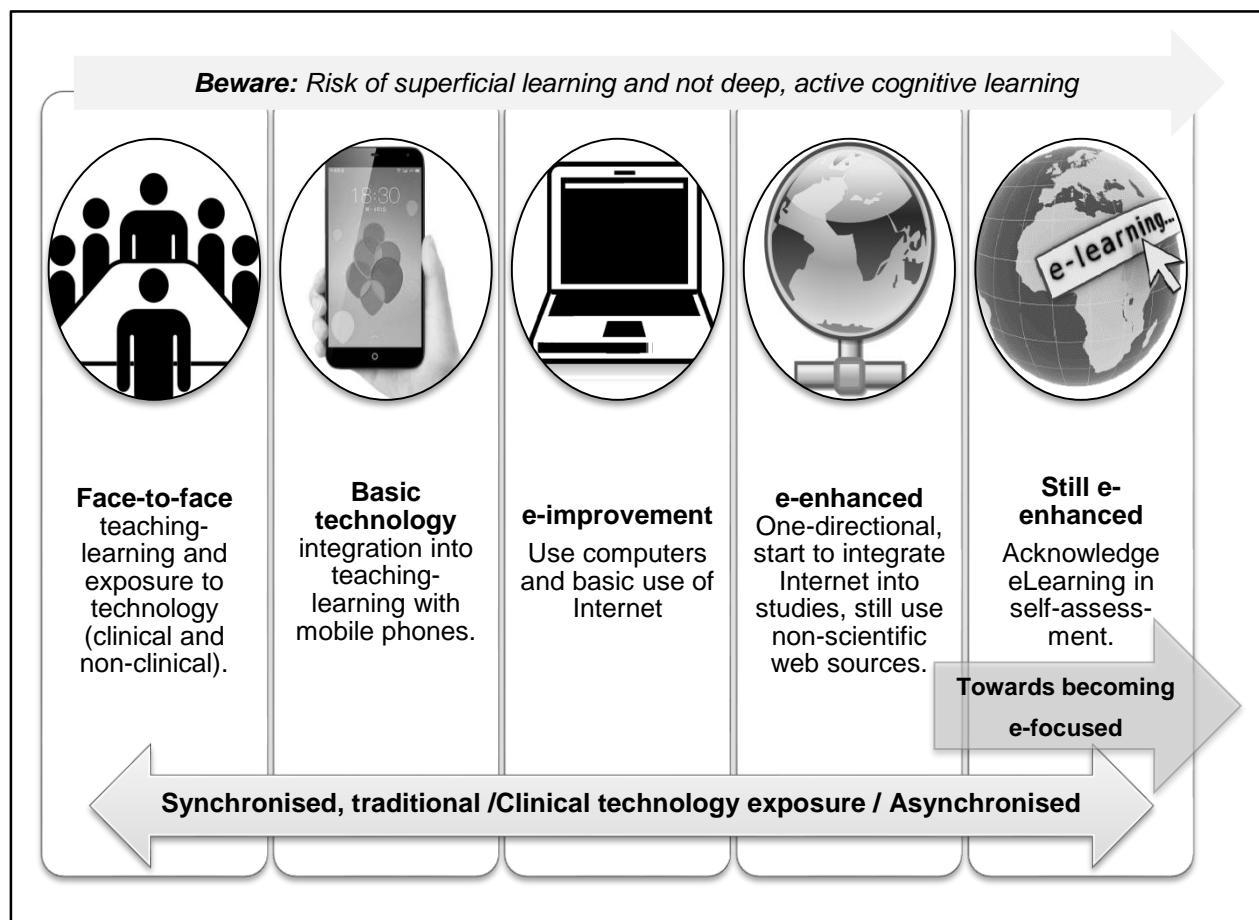 Beware: Risk of superficial learning and not deep, active cognitive learning
18:30
e-learning...
Face-to-face
teaching-
learning and
exposure to
technology
(clinical and
non-clinical).
Basic
technology
integration into
teaching-
learning with
mobile phones.
e-improvement
Use computers
and basic use of
Internet
e-enhanced
One-directional,
start to integrate
Internet into
studies, still use
non-scientific
web sources.
Still e-
enhanced
Acknowledge
eLearning in
self-assess-
ment.
Towards becoming
e-focused
Synchronised, traditional /Clinical technology exposure / Asynchronised